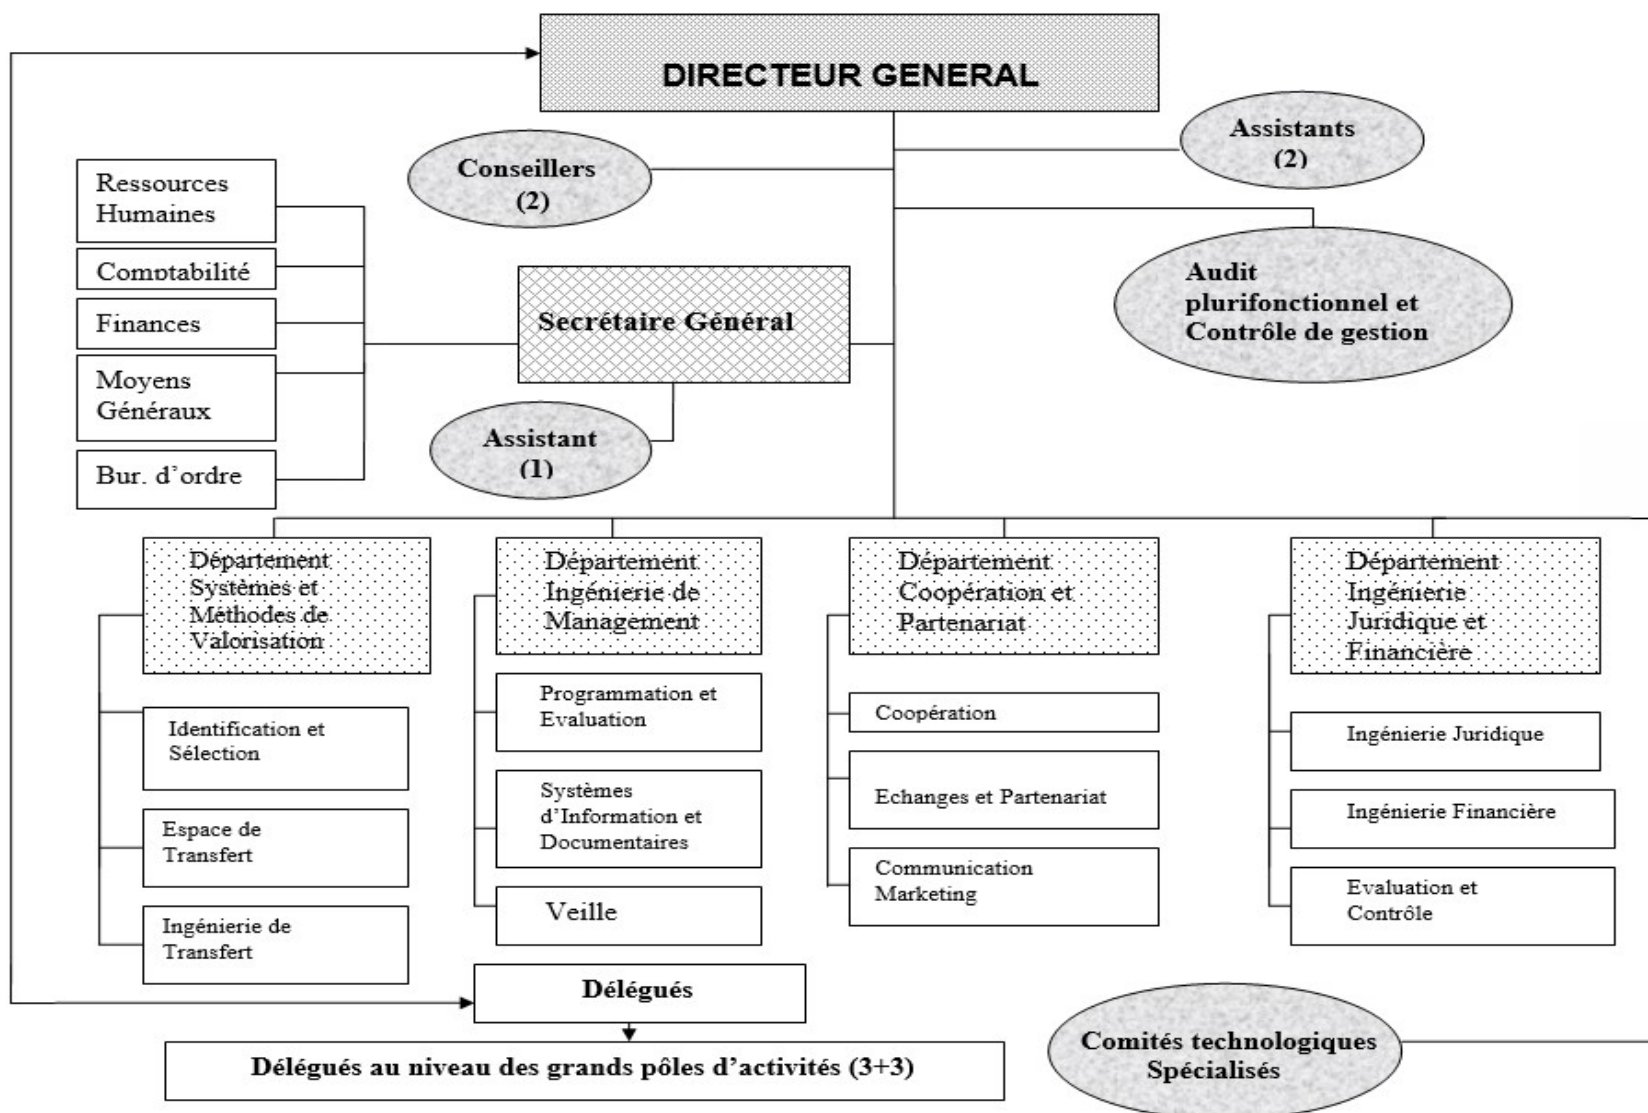 DIRECTEUR GENERAL
Assistants
(2)
Conseillers
(2)
Ressources
Humaines
Comptabilité
Finances
Moyens
Généraux
Bur. d’ordre
Secrétaire Général
Audit
plurifonctionnel et
Contrôle de gestion
Assistant
(1)
Département
Systèmes et
Méthodes de
Valorisation
Identification et
Sélection
Espace de
Transfert
Ingénierie de
Transfert
Département
Ingénierie de
Management
Programmation et
Evaluation
Systèmes
d’Information et
Documentaires
Veille
Département
Coopération et
Partenariat
Coopération
Echanges et Partenariat
Communication
Marketing
Département
Ingénierie
Juridique et
Financière
Ingénierie Juridique
Ingénierie Financière
Evaluation et
Contrôle
Délégués
Délégués au niveau des grands pôles d’activités (3+3)
Comités technologiques
Spécialisés